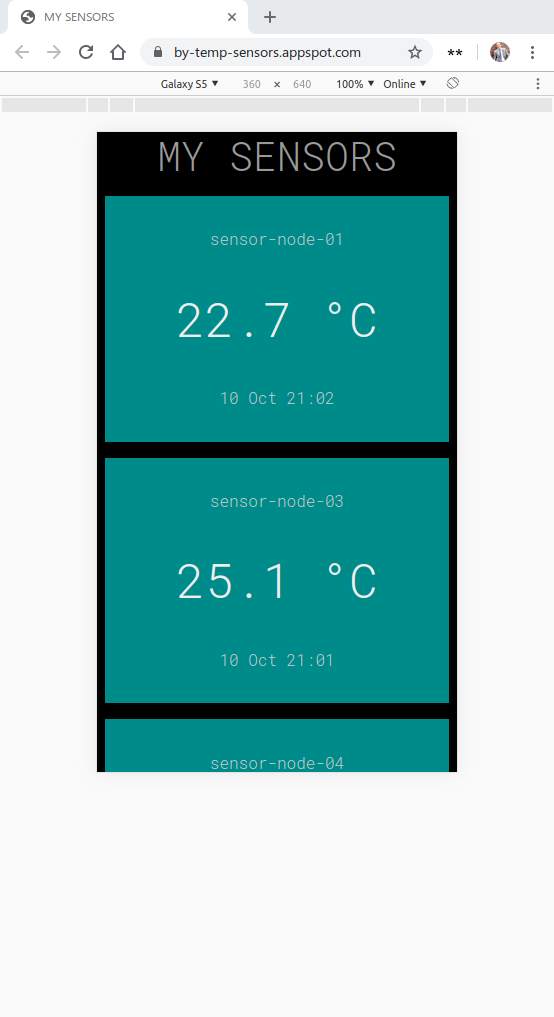 MY SENSORS
by-temp-sensors.appspot.com
**
Galaxy S5 ▼ 360 × 640 100% ▼ Online ▼
MY SENSORS
sensor-node-01
22.7 °C
10 Oct 21:02
sensor-node-03
25.1 °C
10 Oct 21:01
sensor-node-04